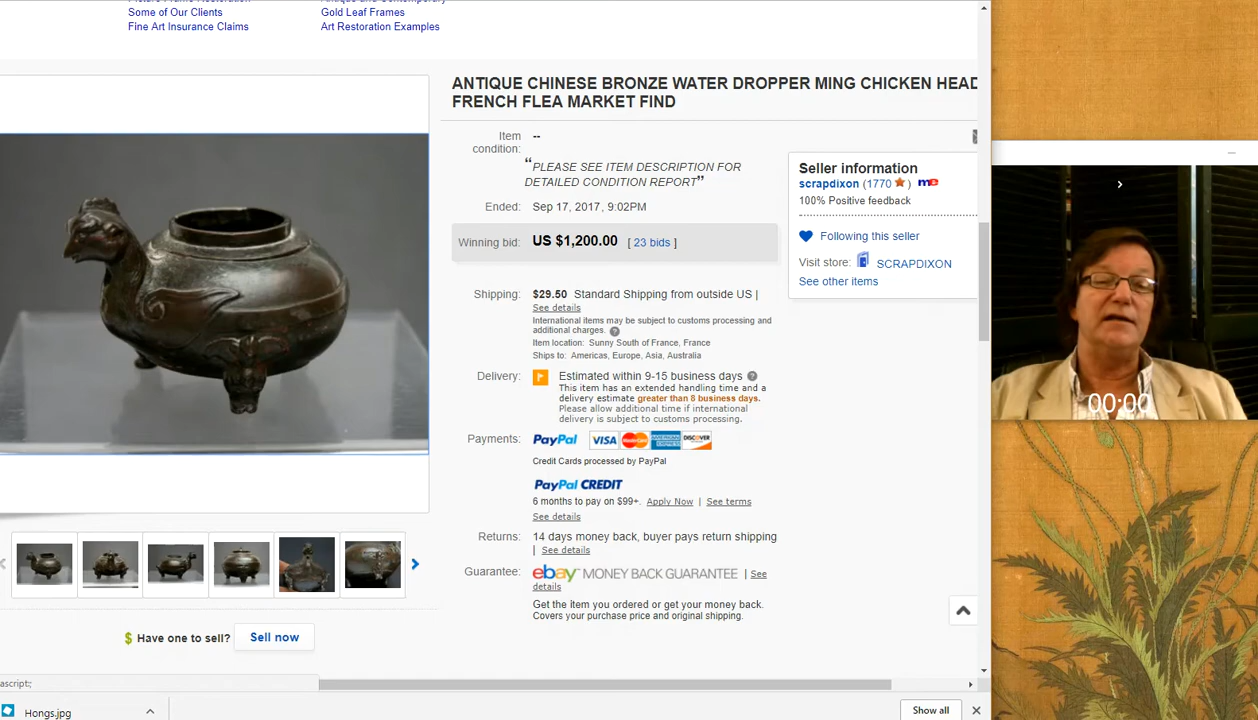 Some of Our Clients
Gold Leaf Frames
Fine Art Insurance Claims
Art Restoration Examples
ANTIQUE CHINESE BRONZE WATER DROPPER MING CHICKEN HEAD
FRENCH FLEA MARKET FIND
Item
condition:
--
“PLEASE SEE ITEM DESCRIPTION FOR
DETAILED CONDITION REPORT”
Ended:
Sep 17, 2017, 9:02PM
Winning bid:
US $1,200.00 [ 23 bids ]
Shipping:
$29.50 Standard Shipping from outside US |
See details
International items may be subject to customs processing and
additional charges. ?
Item location: Sunny South of France, France
Ships to: Americas, Europe, Asia, Australia
Delivery:
Estimated within 9-15 business days ?
This item has an extended handling time and a
delivery estimate greater than 8 business days.
Please allow additional time if international
delivery is subject to customs processing.
Payments:
PayPal VISA MasterCard DISCOVER
Credit Cards processed by PayPal
PayPal CREDIT
6 months to pay on $99+. Apply Now | See terms
See details
Returns:
14 days money back, buyer pays return shipping
| See details
Guarantee:
ebay MONEY BACK GUARANTEE | See
details
Get the item you ordered or get your money back.
Covers your purchase price and original shipping.
Seller information
scrapdixon (1770 ) me
100% Positive feedback
Following this seller
Visit store: SCRAPDIXON
See other items
$ Have one to sell? Sell now
ascript:;
Hongs.jpg
Show all
00:00